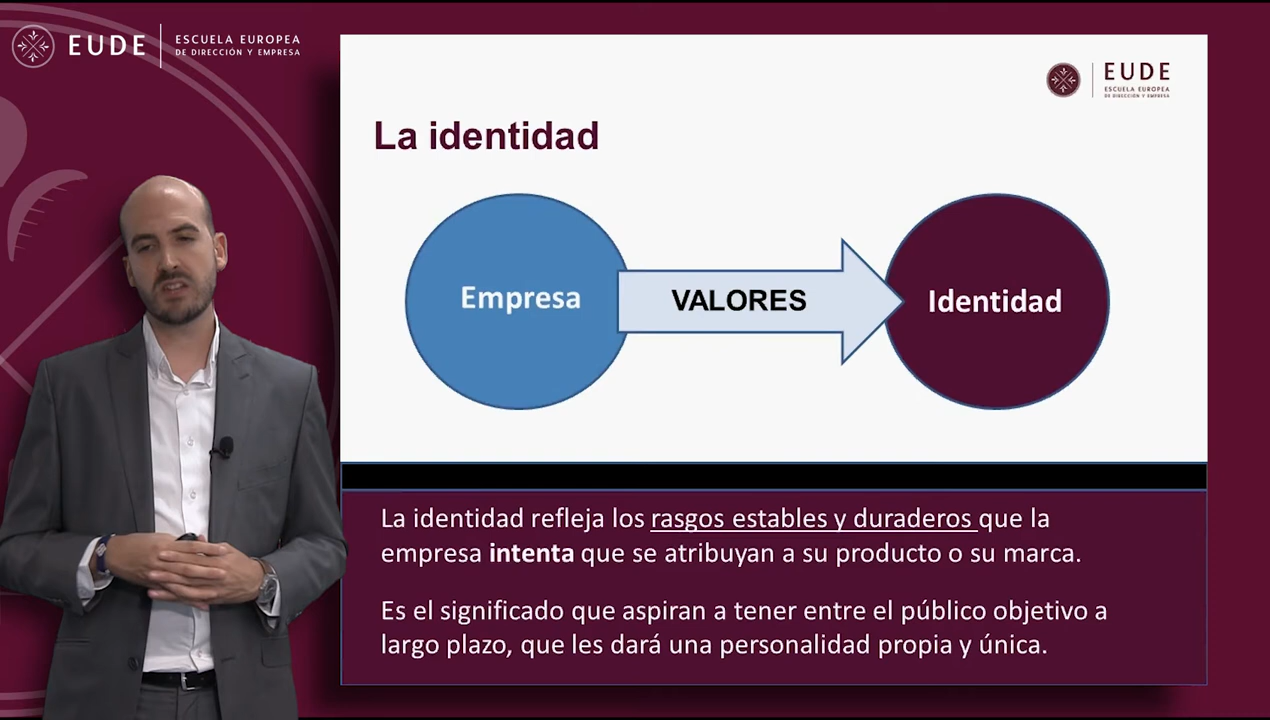 EUDE
ESCUELA EUROPEA
DE DIRECCIÓN Y EMPRESA
EUDE
ESCUELA EUROPEA
DE DIRECCIÓN Y EMPRESA
La identidad
Empresa
VALORES
Identidad
La identidad refleja los rasgos estables y duraderos que la
empresa intenta que se atribuyan a su producto o su marca.
Es el significado que aspiran a tener entre el público objetivo a
largo plazo, que les dará una personalidad propia y única.